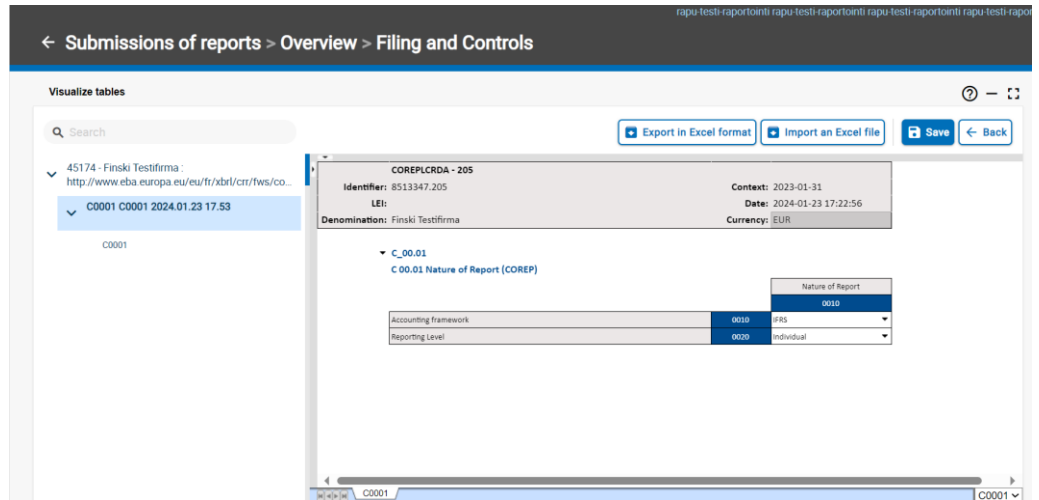 rapu-testi-raportointi rapu-testi-raportointi rapu-testi-raportointi rapu-testi-rapor
← Submissions of reports > Overview > Filing and Controls
Visualize tables
Search
Export in Excel format
Import an Excel file
Save
← Back
45174 - Finski Testifirma :
http://www.eba.europa.eu/eu/fr/xbrl/crr/fws/co...
C0001 C0001 2024.01.23 17.53
C0001
COREPLCRDA - 205
Identifier: 8513347.205 Context: 2023-01-31
LEI: Date: 2024-01-23 17:22:56
Denomination: Finski Testifirma Currency: EUR
C_00.01
C 00.01 Nature of Report (COREP)
Nature of Report
0010
Accounting framework 0010 IFRS
Reporting Level 0020 Individual
C0001
C0001